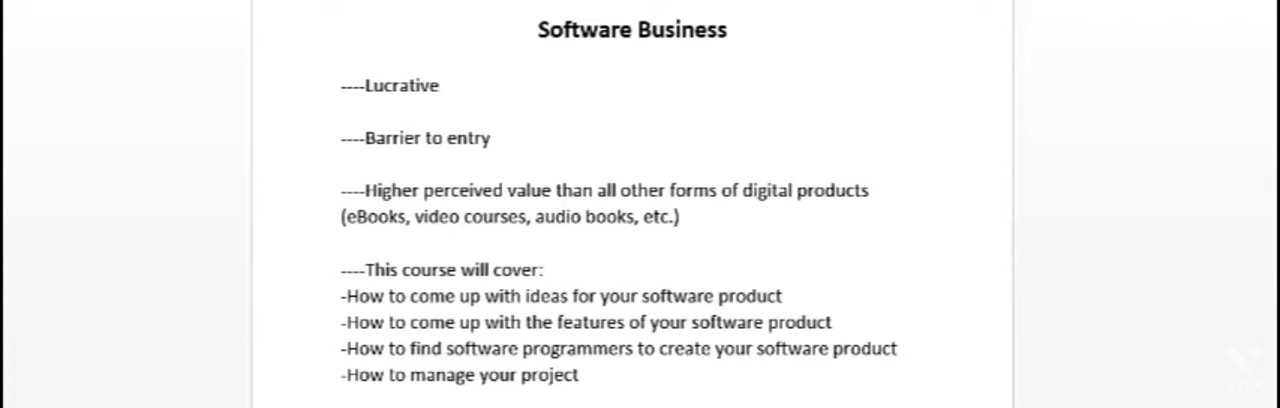 Software Business
----Lucrative
----Barrier to entry
----Higher perceived value than all other forms of digital products
(eBooks, video courses, audio books, etc.)
----This course will cover:
-How to come up with ideas for your software product
-How to come up with the features of your software product
-How to find software programmers to create your software product
-How to manage your project